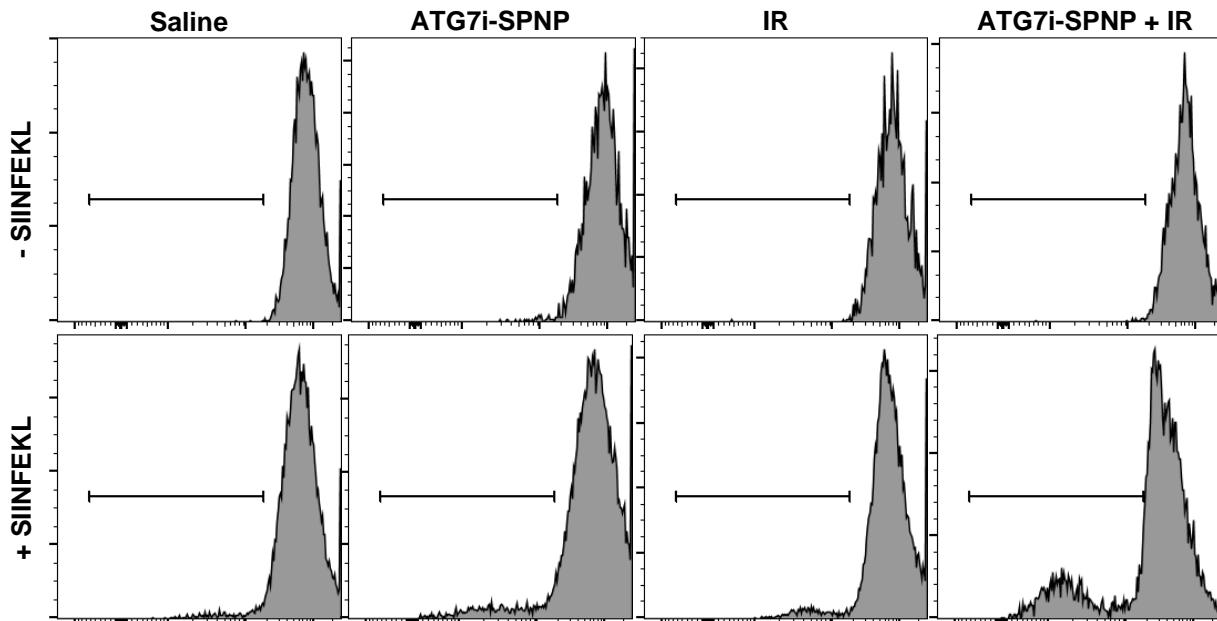 Saline
ATG7i-SPNP
IR
ATG7i-SPNP + IR
- SIINFEKL
+ SIINFEKL